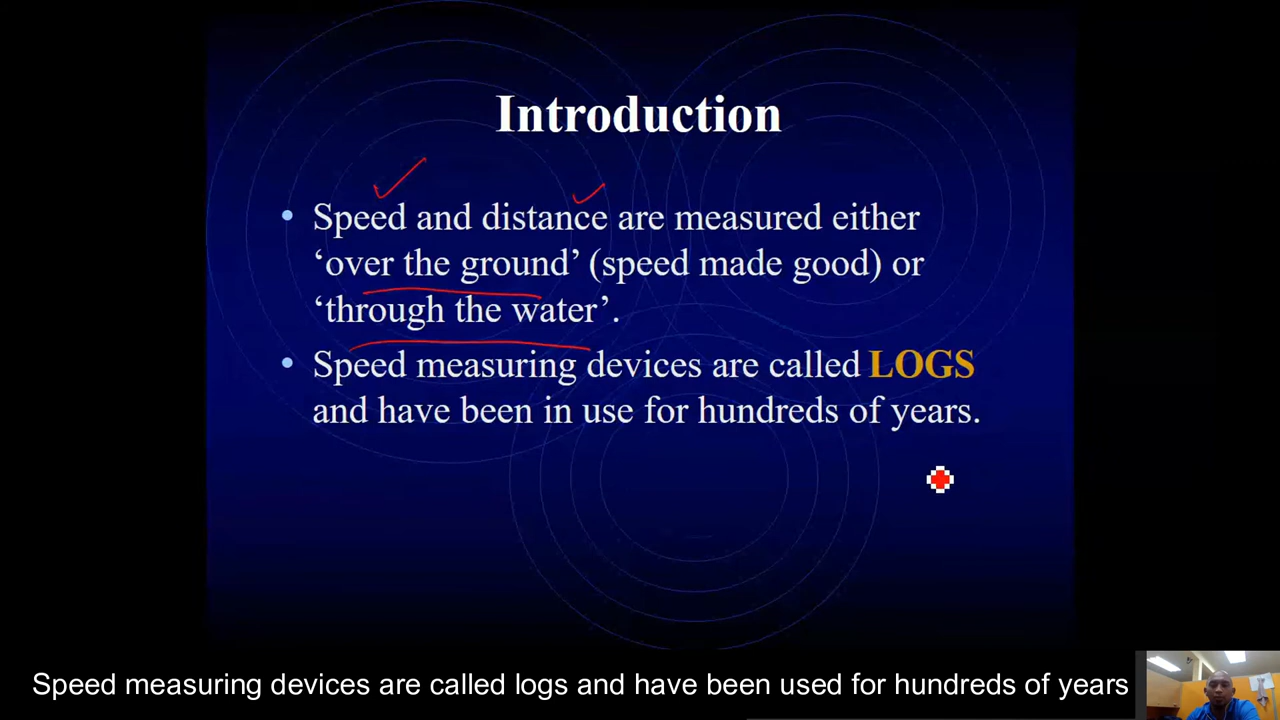 Introduction
• Speed and distance are measured either
‘over the ground’ (speed made good) or
‘through the water’.
• Speed measuring devices are called LOGS
and have been in use for hundreds of years.
Speed measuring devices are called logs and have been used for hundreds of years